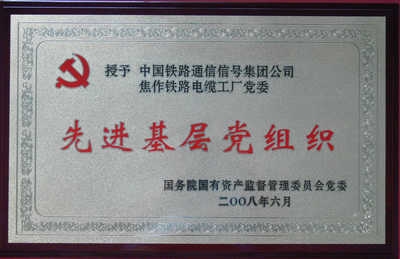 授予 中国铁路通信信号集团公司
焦作铁路电缆工厂党委
先进基层党组织
国务院国有资产监督管理委员会党委
二OO八年六月